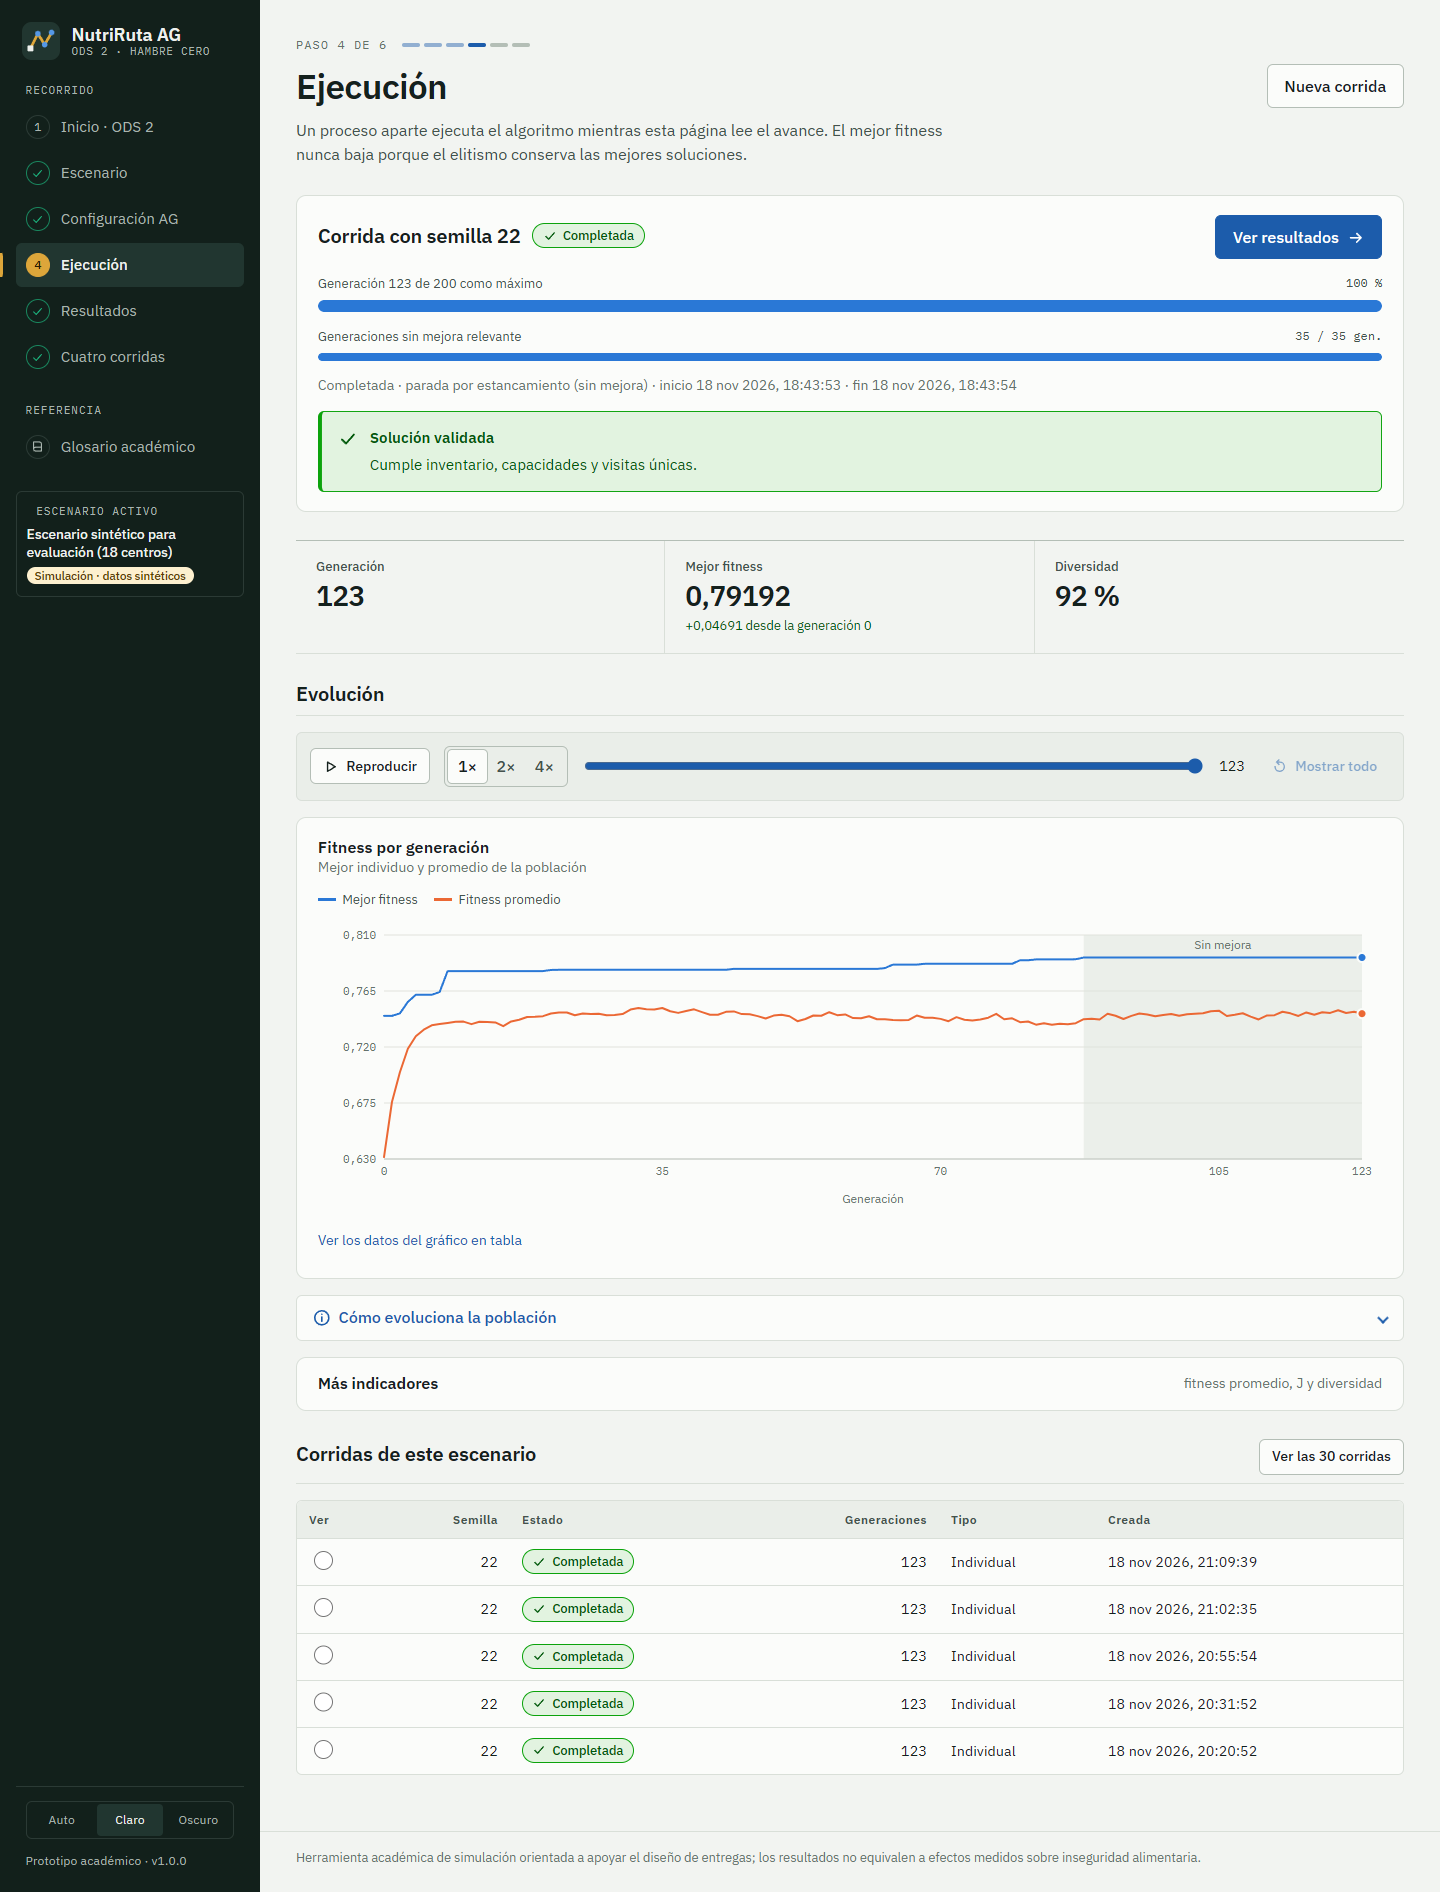 NutriRuta AG
ODS 2 · HAMBRE CERO
RECORRIDO
1 Inicio · ODS 2
Escenario
Configuración AG
4 Ejecución
Resultados
Cuatro corridas
REFERENCIA
Glosario académico
ESCENARIO ACTIVO
Escenario sintético para
evaluación (18 centros)
Simulación · datos sintéticos
Auto Claro Oscuro
Prototipo académico · v1.0.0
PASO 4 DE 6
Ejecución
Nueva corrida
Un proceso aparte ejecuta el algoritmo mientras esta página lee el avance. El mejor fitness
nunca baja porque el elitismo conserva las mejores soluciones.
Corrida con semilla 22 Completada
Ver resultados →
Generación 123 de 200 como máximo 100 %
Generaciones sin mejora relevante 35 / 35 gen.
Completada · parada por estancamiento (sin mejora) · inicio 18 nov 2026, 18:43:53 · fin 18 nov 2026, 18:43:54
Solución validada
Cumple inventario, capacidades y visitas únicas.
Generación Mejor fitness Diversidad
123 0,79192 92 %
+0,04691 desde la generación 0
Evolución
Reproducir 1× 2× 4× 123 Mostrar todo
Fitness por generación
Mejor individuo y promedio de la población
Mejor fitness Fitness promedio
0,810
Sin mejora
0,765
0,720
0,675
0,630
0 35 70 105 123
Generación
Ver los datos del gráfico en tabla
Cómo evoluciona la población
Más indicadores fitness promedio, J y diversidad
Corridas de este escenario Ver las 30 corridas
Ver Semilla Estado Generaciones Tipo Creada
22 Completada 123 Individual 18 nov 2026, 21:09:39
22 Completada 123 Individual 18 nov 2026, 21:02:35
22 Completada 123 Individual 18 nov 2026, 20:55:54
22 Completada 123 Individual 18 nov 2026, 20:31:52
22 Completada 123 Individual 18 nov 2026, 20:20:52
Herramienta académica de simulación orientada a apoyar el diseño de entregas; los resultados no equivalen a efectos medidos sobre inseguridad alimentaria.